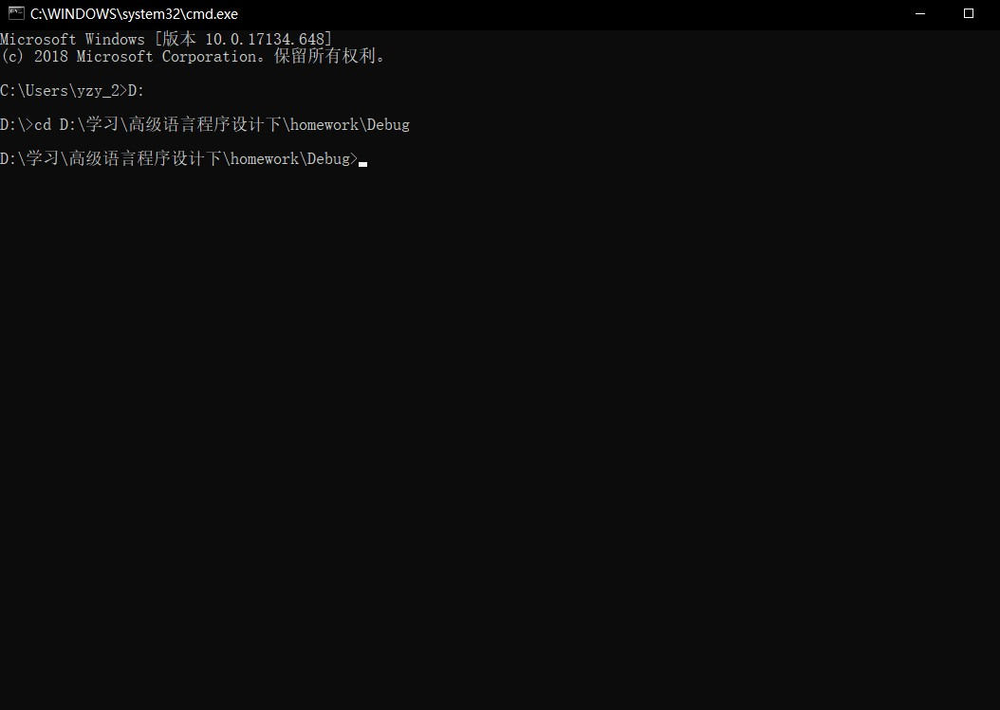 C:\WINDOWS\system32\cmd.exe
Microsoft Windows [版本 10.0.17134.648]
(c) 2018 Microsoft Corporation。保留所有权利。
C:\Users\yzy_2>D:
D:\>cd D:\学习\高级语言程序设计下\homework\Debug
D:\学习\高级语言程序设计下\homework\Debug>